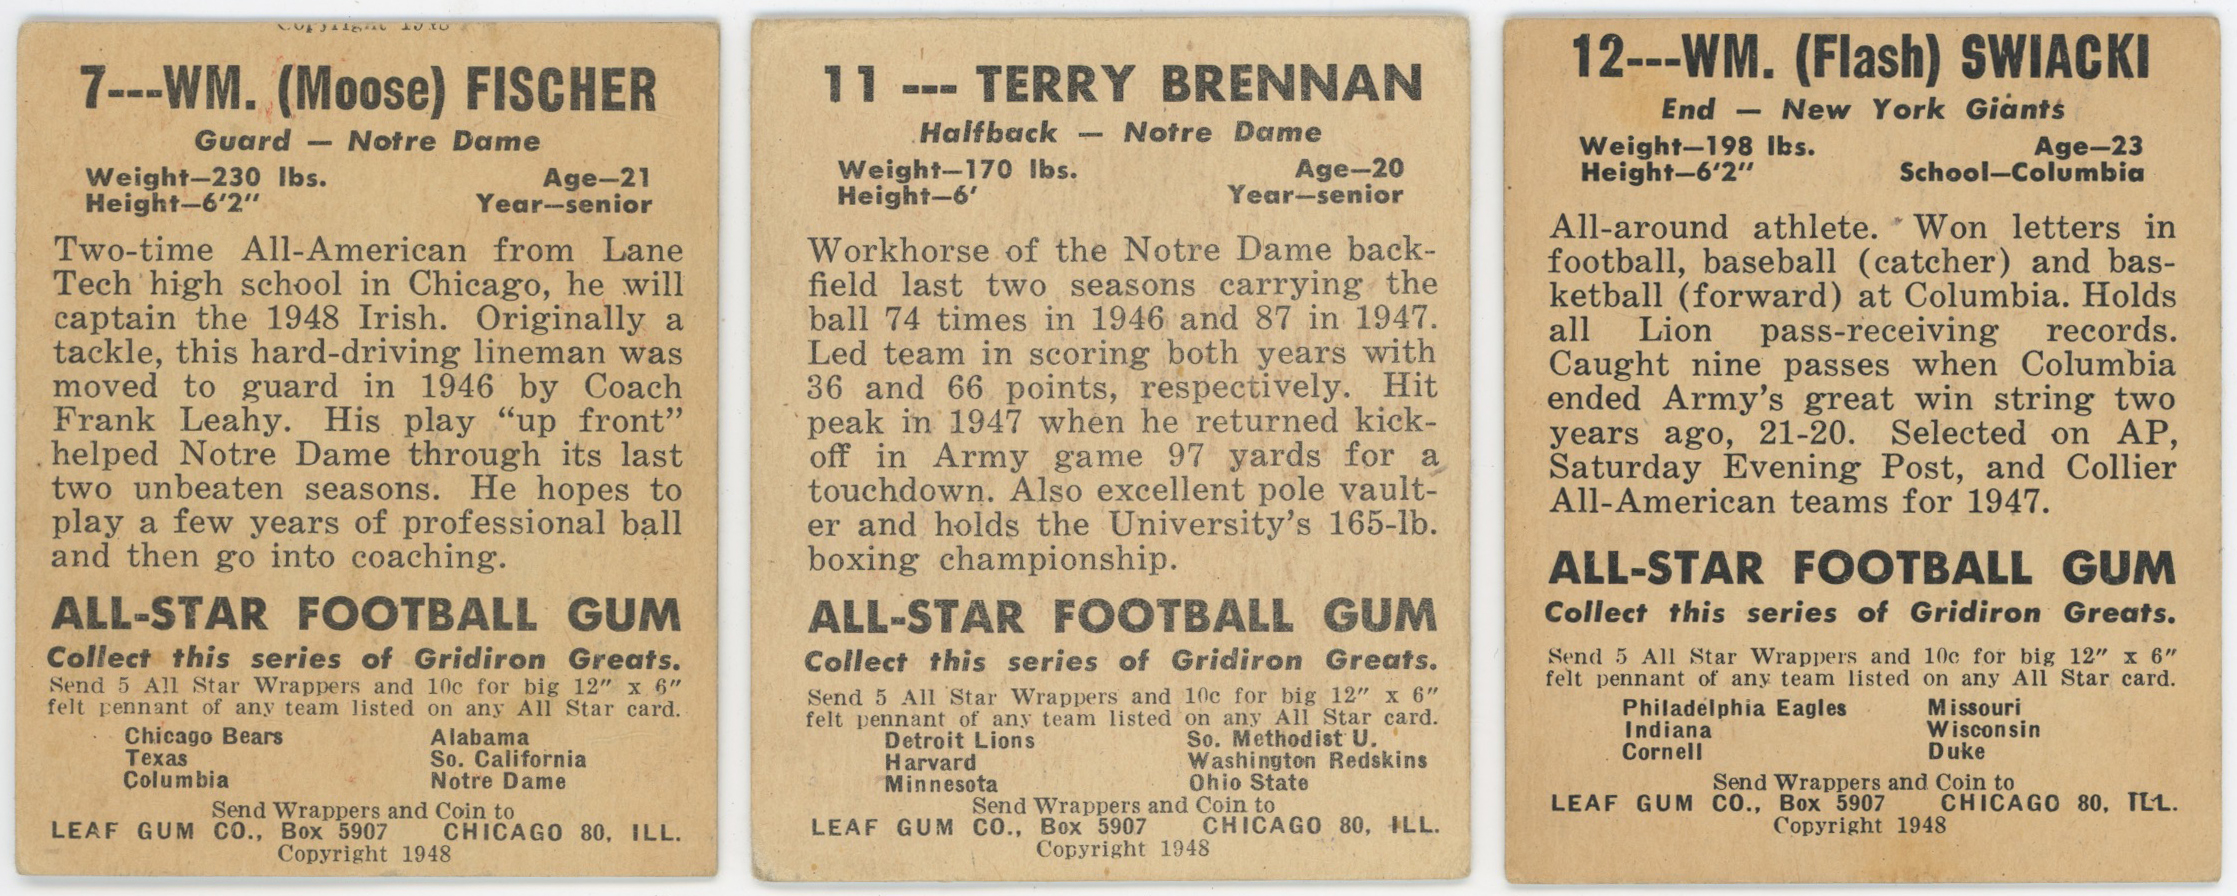 Copyright 1948
7---WM. (Moose) FISCHER
Guard — Notre Dame
Weight—230 lbs. Age—21
Height—6'2" Year—senior
Two-time All-American from Lane
Tech high school in Chicago, he will
captain the 1948 Irish. Originally a
tackle, this hard-driving lineman was
moved to guard in 1946 by Coach
Frank Leahy. His play “up front”
helped Notre Dame through its last
two unbeaten seasons. He hopes to
play a few years of professional ball
and then go into coaching.
ALL-STAR FOOTBALL GUM
Collect this series of Gridiron Greats.
Send 5 All Star Wrappers and 10c for big 12" x 6"
felt pennant of any team listed on any All Star card.
Chicago Bears Alabama
Texas So. California
Columbia Notre Dame
Send Wrappers and Coin to
LEAF GUM CO., Box 5907 CHICAGO 80, ILL.
Copyright 1948
11 --- TERRY BRENNAN
Halfback — Notre Dame
Weight—170 lbs. Age—20
Height—6' Year—senior
Workhorse of the Notre Dame back-
field last two seasons carrying the
ball 74 times in 1946 and 87 in 1947.
Led team in scoring both years with
36 and 66 points, respectively. Hit
peak in 1947 when he returned kick-
off in Army game 97 yards for a
touchdown. Also excellent pole vault-
er and holds the University's 165-lb.
boxing championship.
ALL-STAR FOOTBALL GUM
Collect this series of Gridiron Greats.
Send 5 All Star Wrappers and 10c for big 12" x 6"
felt pennant of any team listed on any All Star card.
Detroit Lions So. Methodist U.
Harvard Washington Redskins
Minnesota Ohio State
Send Wrappers and Coin to
LEAF GUM CO., Box 5907 CHICAGO 80, ILL.
Copyright 1948
12---WM. (Flash) SWIACKI
End — New York Giants
Weight—198 lbs. Age—23
Height—6'2" School—Columbia
All-around athlete. Won letters in
football, baseball (catcher) and bas-
ketball (forward) at Columbia. Holds
all Lion pass-receiving records.
Caught nine passes when Columbia
ended Army's great win string two
years ago, 21-20. Selected on AP,
Saturday Evening Post, and Collier
All-American teams for 1947.
ALL-STAR FOOTBALL GUM
Collect this series of Gridiron Greats.
Send 5 All Star Wrappers and 10c for big 12" x 6"
felt pennant of any team listed on any All Star card.
Philadelphia Eagles Missouri
Indiana Wisconsin
Cornell Duke
Send Wrappers and Coin to
LEAF GUM CO., Box 5907 CHICAGO 80, ILL.
Copyright 1948